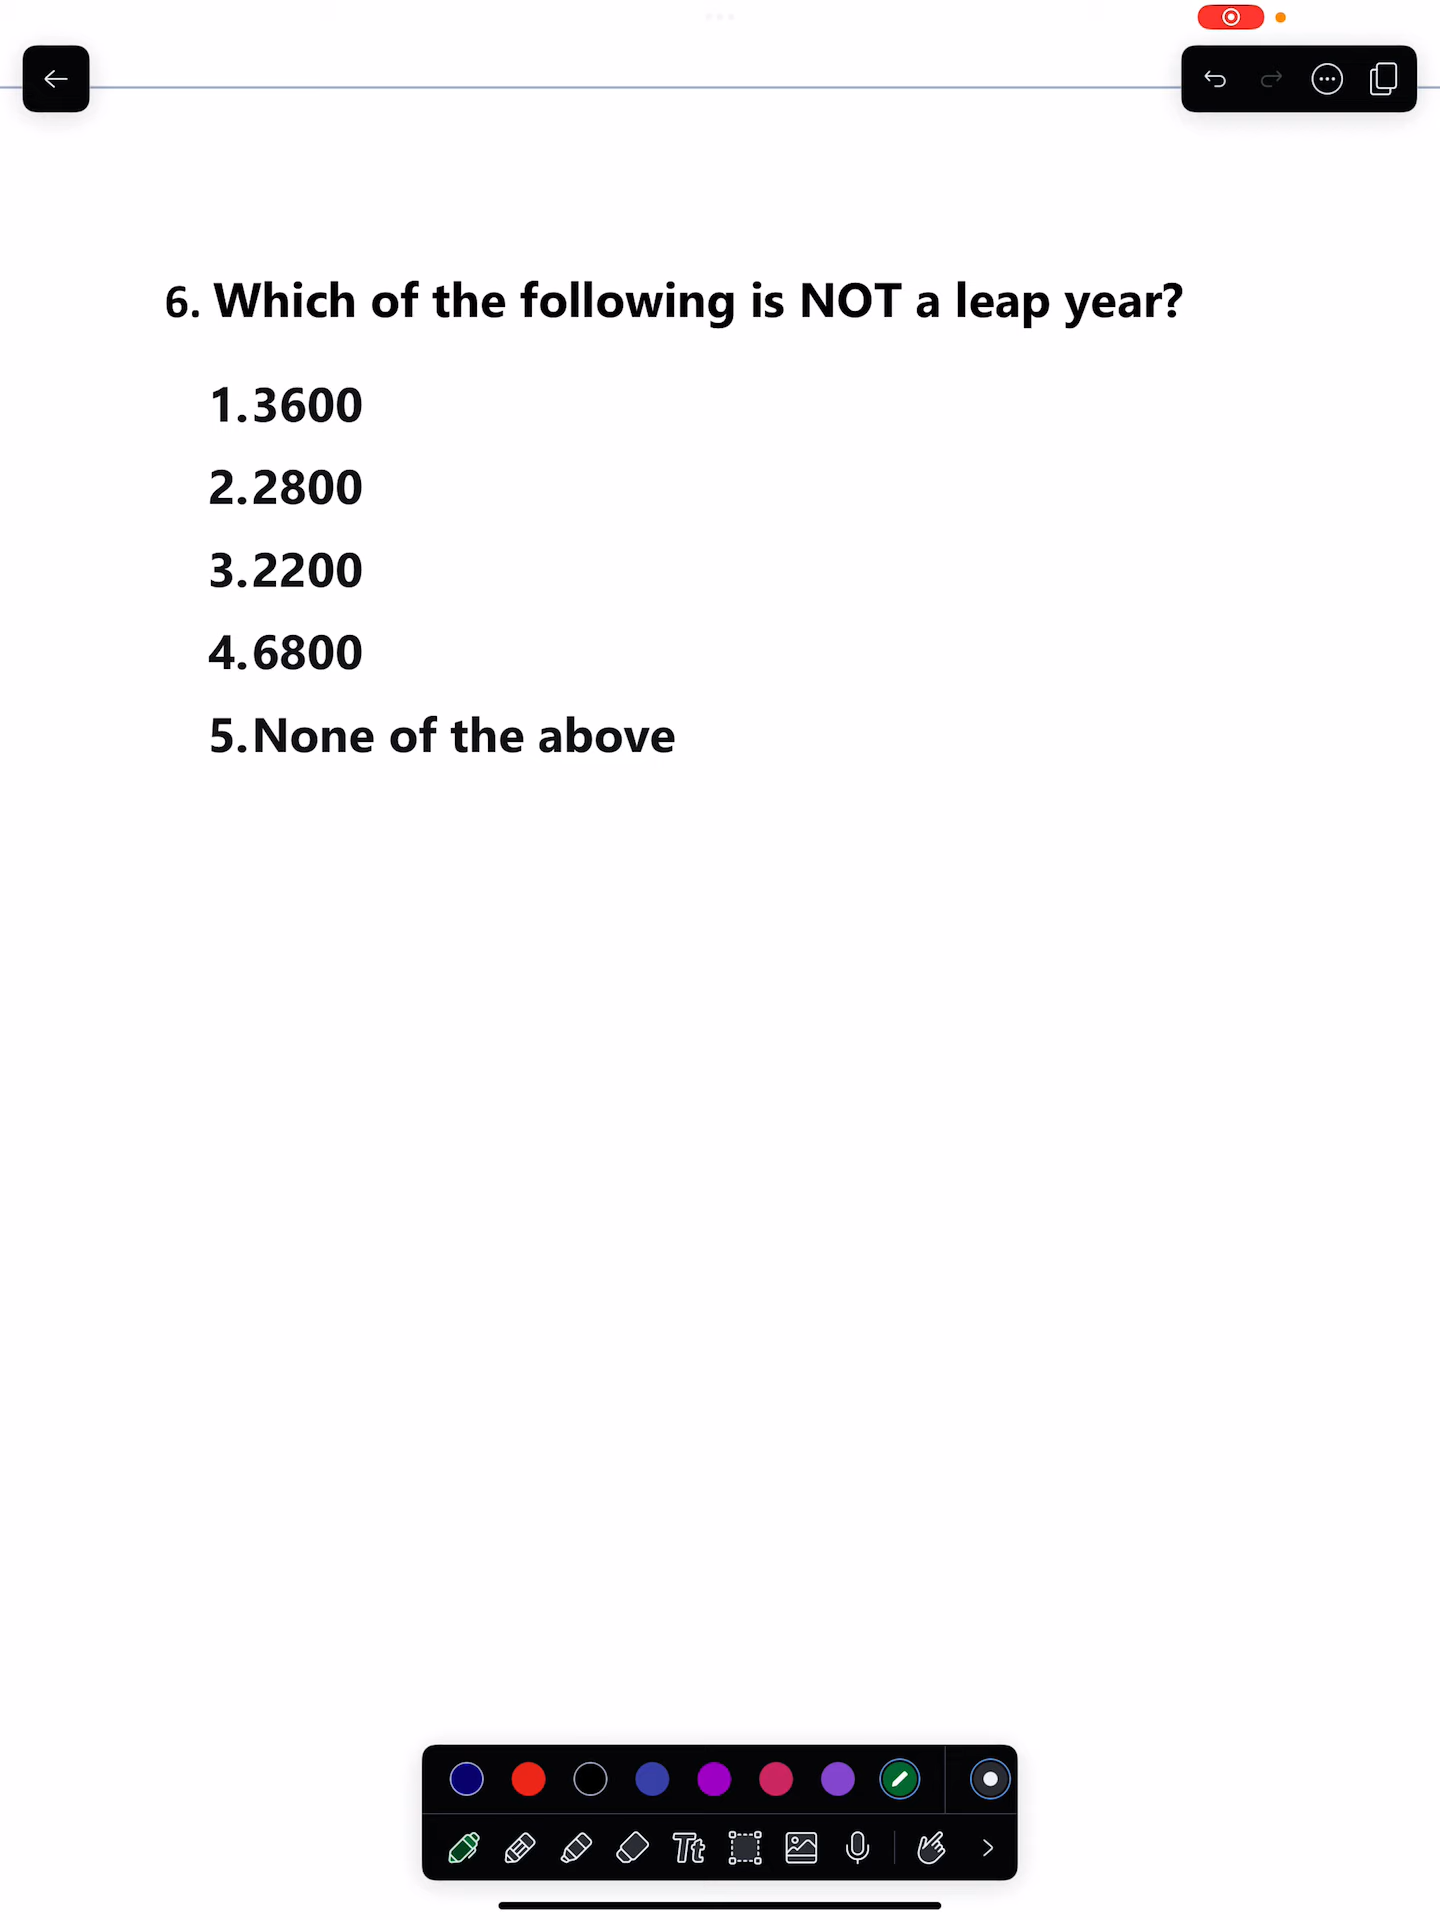 6. Which of the following is NOT a leap year?
1.3600
2.2800
3.2200
4.6800
5.None of the above
Tt